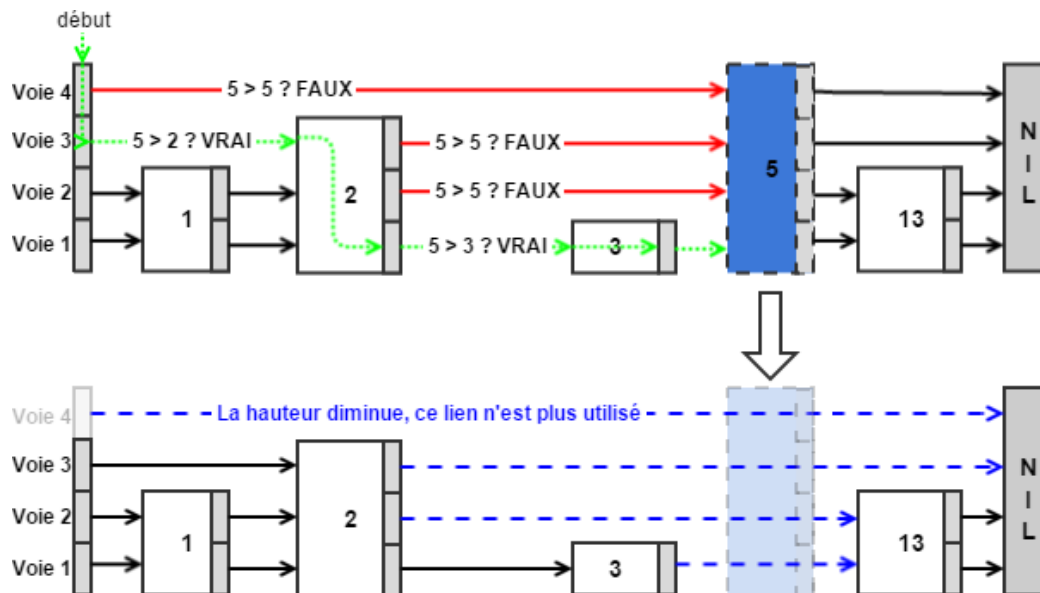 début
Voie 4
5 > 5 ? FAUX
Voie 3
5 > 2 ? VRAI
5 > 5 ? FAUX
Voie 2
1
2
5 > 5 ? FAUX
5
13
Voie 1
5 > 3 ? VRAI
3
N
I
L
Voie 4
La hauteur diminue, ce lien n'est plus utilisé
Voie 3
Voie 2
1
2
13
Voie 1
3
N
I
L